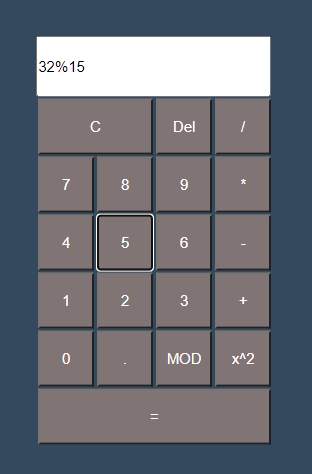 32%15
C Del /
7 8 9 *
4 5 6 -
1 2 3 +
0 . MOD x^2
=